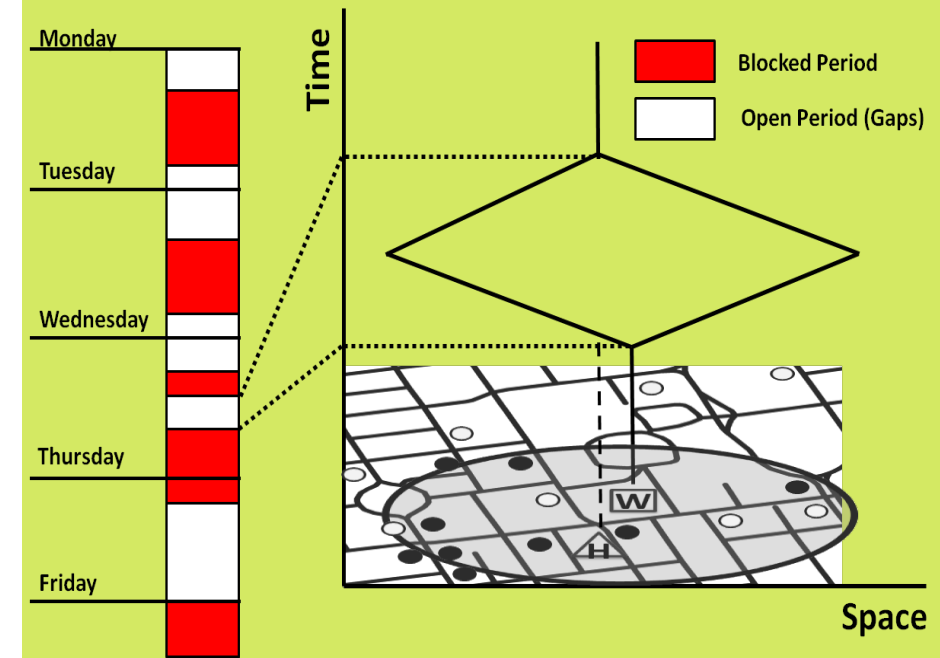 Monday
Tuesday
Wednesday
Thursday
Friday
Time
Blocked Period
Open Period (Gaps)
W
H
Space